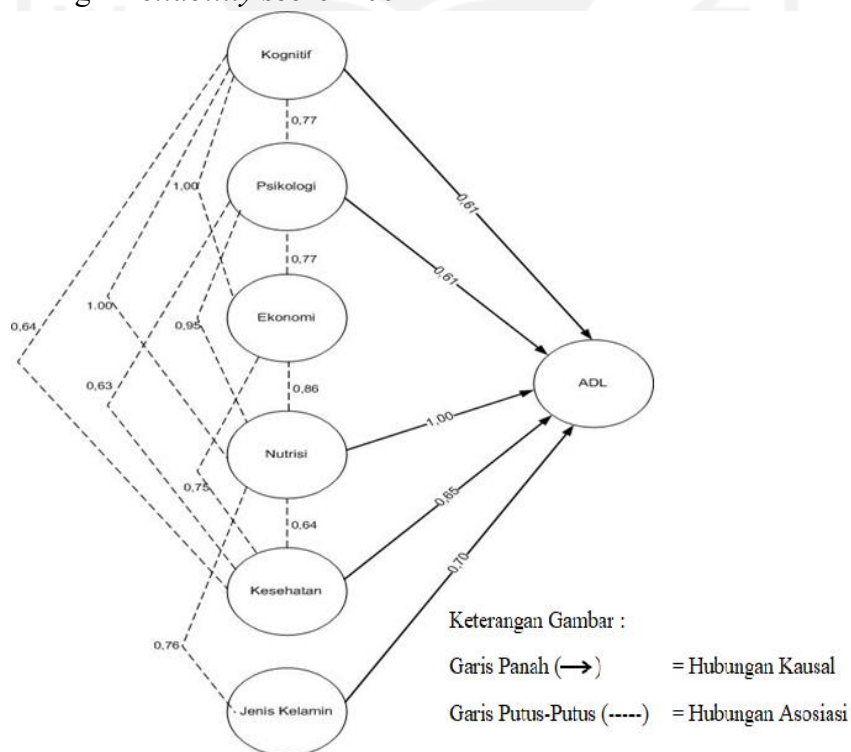 Kognitif
0,77
1,00
Psikologi
0,61
0,77
0,61
Ekonomi
1.00
0,95
0,64
0,63
0,86
ADL
1,00
Nutrisi
0,75
0,64
0,65
Kesehatan
0,70
0,76
Jenis Kelamin
Keterangan Gambar :
Garis Panah (→) = Hubungan Kausal
Garis Putus-Putus (-----) = Hubungan Asosiasi